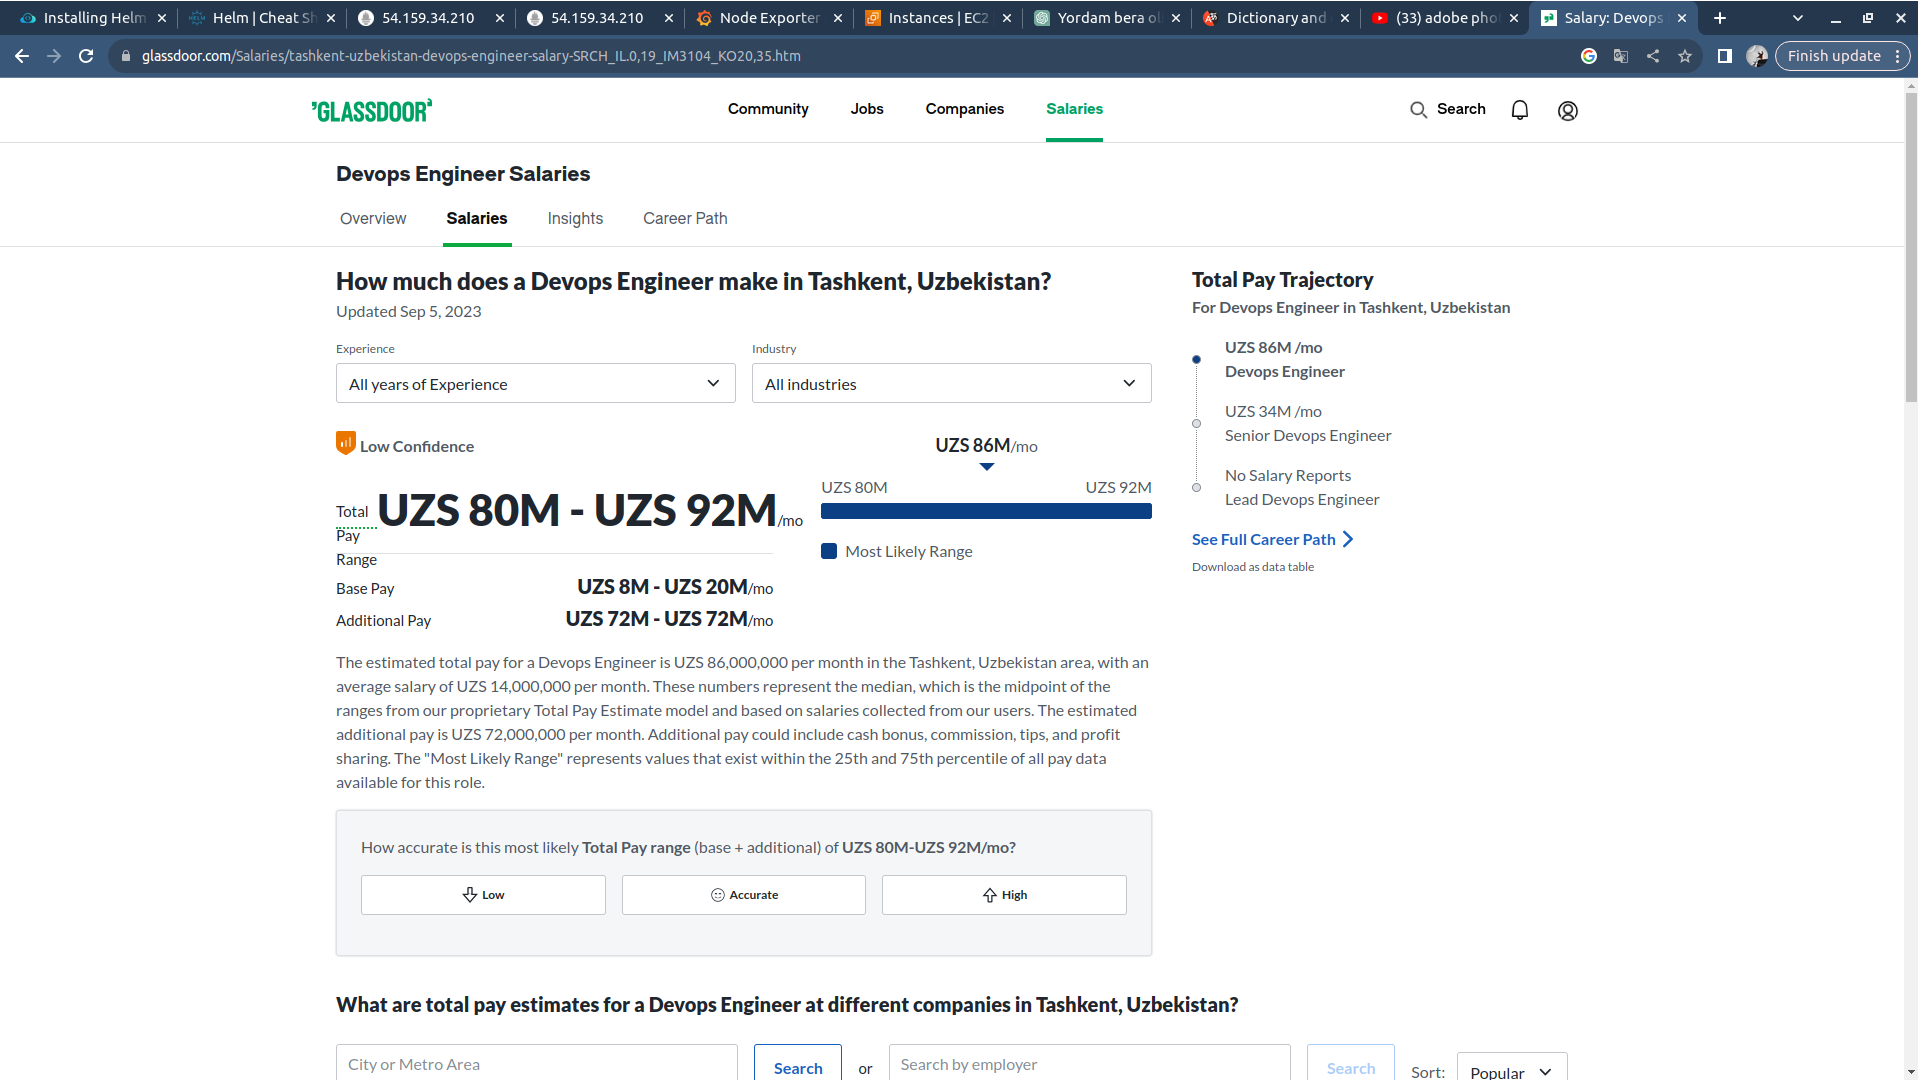 Installing Helm
Helm | Cheat Sh
54.159.34.210
54.159.34.210
Node Exporter
Instances | EC2
Yordam bera ol
Dictionary and
(33) adobe pho
Salary: Devops
glassdoor.com/Salaries/tashkent-uzbekistan-devops-engineer-salary-SRCH_IL.0,19_IM3104_KO20,35.htm
Finish update
GLASSDOOR
Community
Jobs
Companies
Salaries
Search
Devops Engineer Salaries
Overview
Salaries
Insights
Career Path
How much does a Devops Engineer make in Tashkent, Uzbekistan?
Updated Sep 5, 2023
Experience
Industry
All years of Experience
All industries
Low Confidence
UZS 86M/mo
UZS 80M
UZS 92M
Total
Pay
Range
UZS 80M - UZS 92M/mo
Most Likely Range
Base Pay
UZS 8M - UZS 20M/mo
Additional Pay
UZS 72M - UZS 72M/mo
The estimated total pay for a Devops Engineer is UZS 86,000,000 per month in the Tashkent, Uzbekistan area, with an
average salary of UZS 14,000,000 per month. These numbers represent the median, which is the midpoint of the
ranges from our proprietary Total Pay Estimate model and based on salaries collected from our users. The estimated
additional pay is UZS 72,000,000 per month. Additional pay could include cash bonus, commission, tips, and profit
sharing. The "Most Likely Range" represents values that exist within the 25th and 75th percentile of all pay data
available for this role.
How accurate is this most likely Total Pay range (base + additional) of UZS 80M-UZS 92M/mo?
Low
Accurate
High
Total Pay Trajectory
For Devops Engineer in Tashkent, Uzbekistan
UZS 86M /mo
Devops Engineer
UZS 34M /mo
Senior Devops Engineer
No Salary Reports
Lead Devops Engineer
See Full Career Path
Download as data table
What are total pay estimates for a Devops Engineer at different companies in Tashkent, Uzbekistan?
City or Metro Area
Search
or
Search by employer
Search
Sort:
Popular